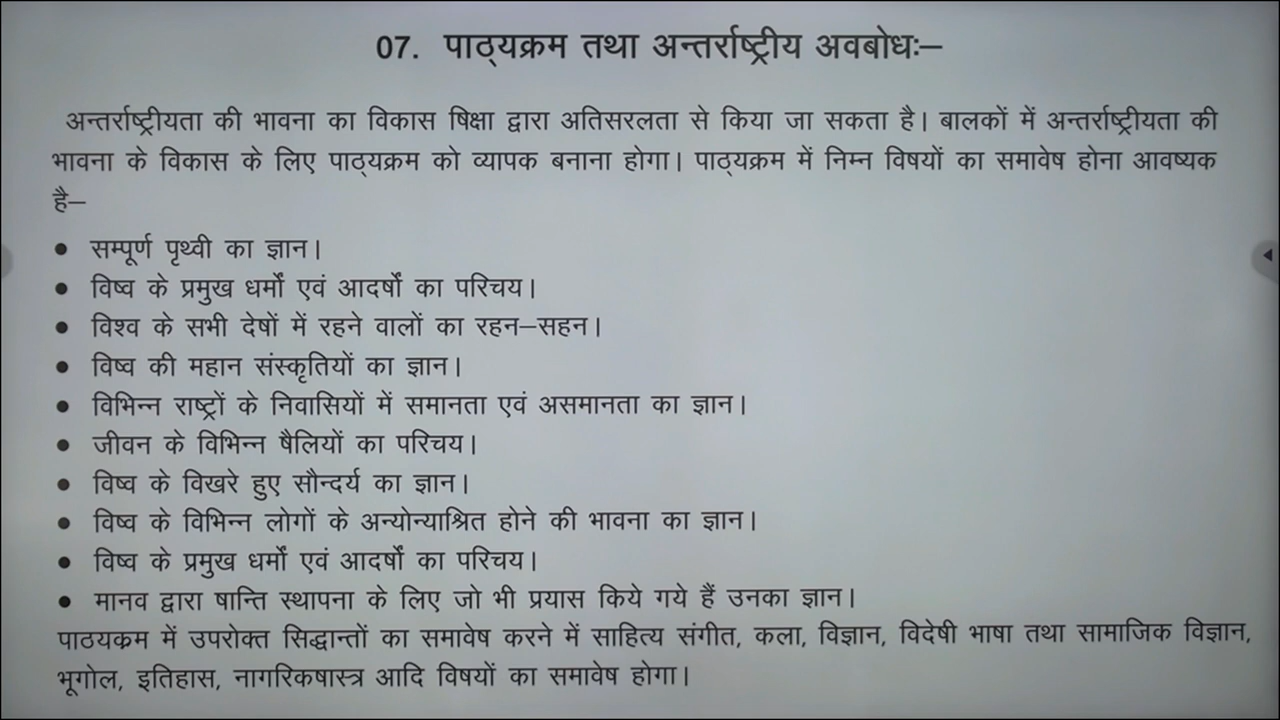 07. पाठ्यक्रम तथा अन्तर्राष्ट्रीय अवबोधः–
अन्तर्राष्ट्रीयता की भावना का विकास षिक्षा द्वारा अतिसरलता से किया जा सकता है। बालकों में अन्तर्राष्ट्रीयता की
भावना के विकास के लिए पाठ्यक्रम को व्यापक बनाना होगा। पाठ्यक्रम में निम्न विषयों का समावेष होना आवष्यक
है–
• सम्पूर्ण पृथ्वी का ज्ञान।
• विष्व के प्रमुख धर्मों एवं आदर्षों का परिचय।
• विश्व के सभी देषों में रहने वालों का रहन–सहन।
• विष्व की महान संस्कृतियों का ज्ञान।
• विभिन्न राष्ट्रों के निवासियों में समानता एवं असमानता का ज्ञान।
• जीवन के विभिन्न षैलियों का परिचय।
• विष्व के विखरे हुए सौन्दर्य का ज्ञान।
• विष्व के विभिन्न लोगों के अन्योन्याश्रित होने की भावना का ज्ञान।
• विष्व के प्रमुख धर्मों एवं आदर्षों का परिचय।
• मानव द्वारा षान्ति स्थापना के लिए जो भी प्रयास किये गये हैं उनका ज्ञान।
पाठयक्रम में उपरोक्त सिद्धान्तों का समावेष करने में साहित्य संगीत, कला, विज्ञान, विदेषी भाषा तथा सामाजिक विज्ञान,
भूगोल, इतिहास, नागरिकषास्त्र आदि विषयों का समावेष होगा।